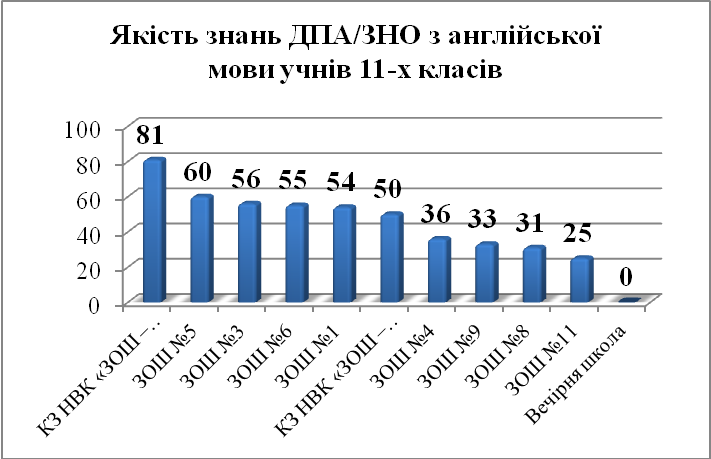 Якість знань ДПА/ЗНО з англійської
мови учнів 11-х класів
100
80
60
40
20
0
81
60
56
55
54
50
36
33
31
25
0
КЗ НВК «ЗОШ –…
ЗОШ №5
ЗОШ №3
ЗОШ №6
ЗОШ №1
КЗ НВК «ЗОШ –…
ЗОШ №4
ЗОШ №9
ЗОШ №8
ЗОШ №11
Вечірня школа